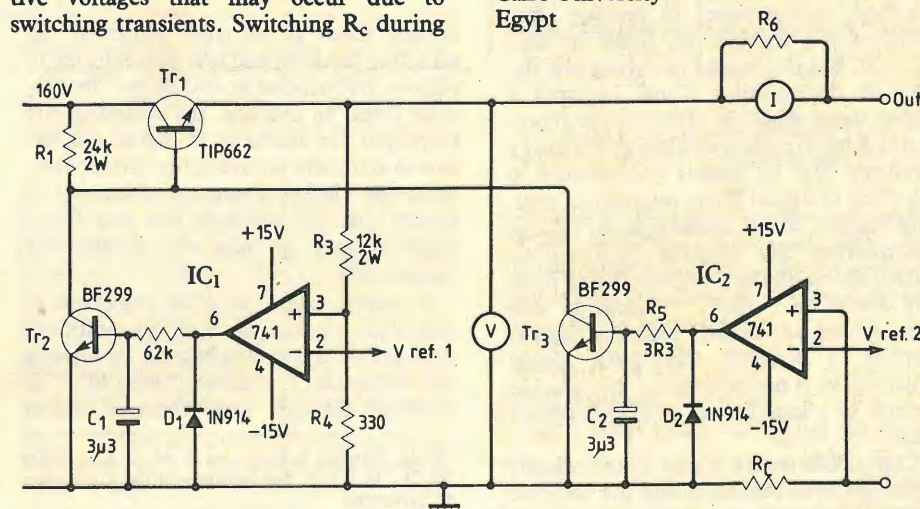 tive voltages that may occur due to
switching transients. Switching Rc during
Cairo University
Egypt
R6
I
Out
160V
Tr1
TIP662
R1
24k
2W
R3
12k
2W
+15V
IC1
7
3
+
6
741
2
−
4
-15V
V ref. 1
BF299
Tr2
62k
C1
3µ3
D1
1N914
R4
330
V
+15V
IC2
7
3
+
6
741
2
−
4
-15V
V ref. 2
BF299
Tr3
R5
3R3
C2
3µ3
D2
1N914
Rc